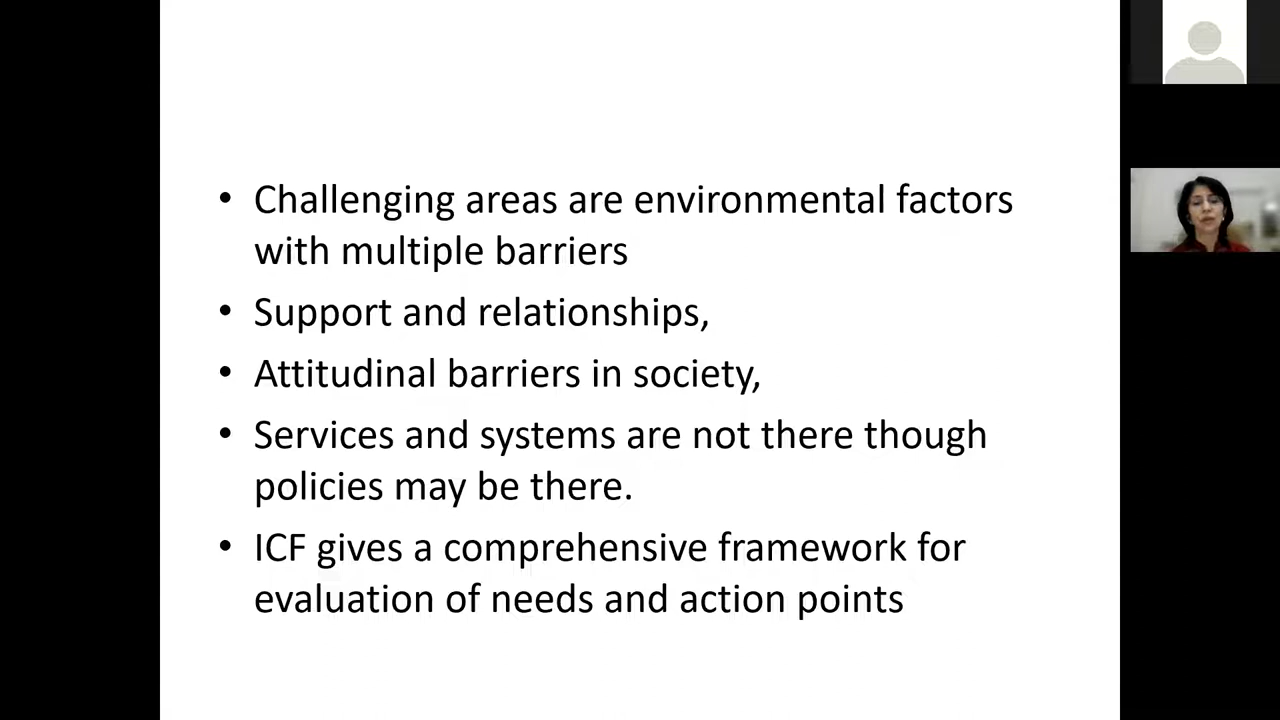 • Challenging areas are environmental factors
with multiple barriers
• Support and relationships,
• Attitudinal barriers in society,
• Services and systems are not there though
policies may be there.
• ICF gives a comprehensive framework for
evaluation of needs and action points